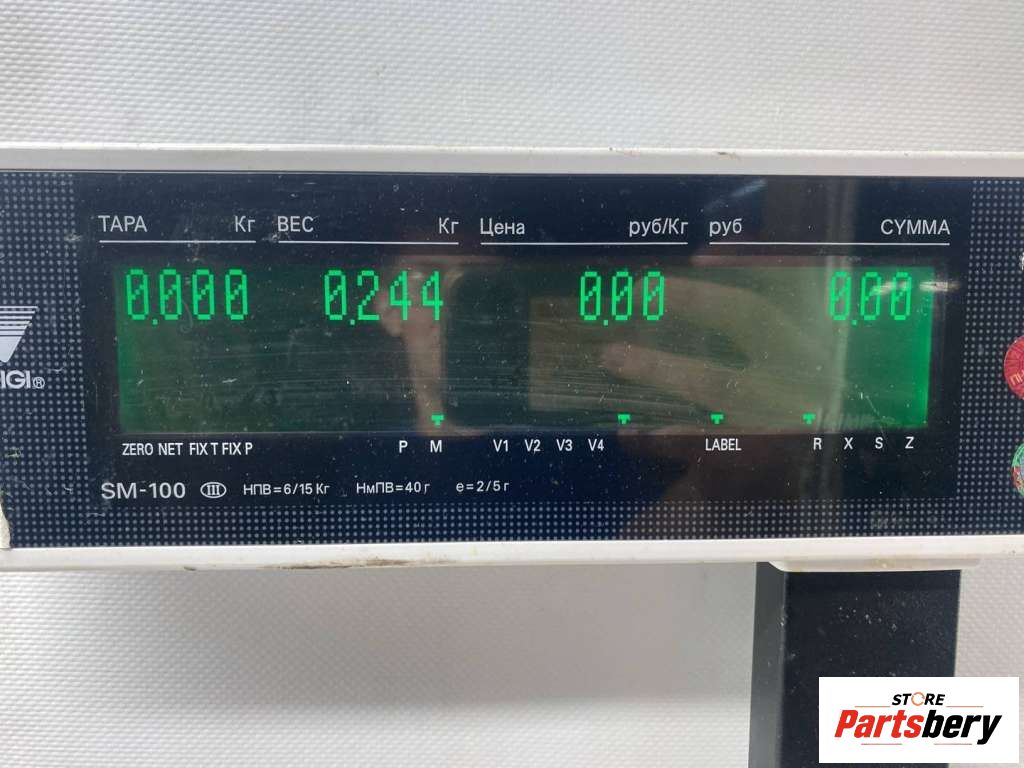 ТАРА Кг ВЕС Кг Цена руб/Кг руб СУММА
0.000 0.244 0.00 0.00
IGI®
ZERO NET FIX T FIX P P M V1 V2 V3 V4 LABEL R X S Z
SM-100 III НПВ=6/15 Кг НмПВ=40 г e=2/5 г
STORE
Partsbery